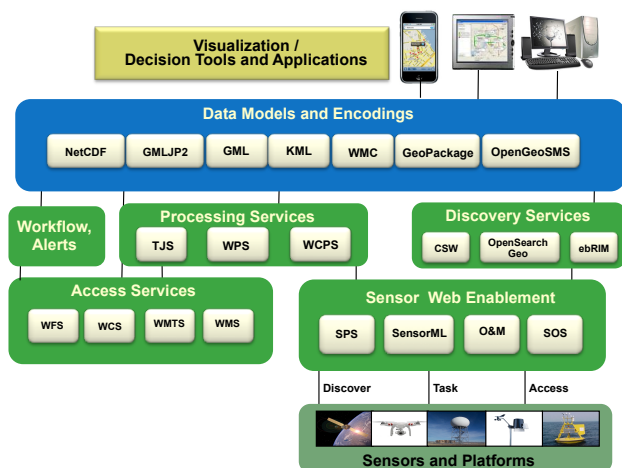 Visualization /
Decision Tools and Applications
Data Models and Encodings
NetCDF
GMLJP2
GML
KML
WMC
GeoPackage
OpenGeoSMS
Workflow,
Alerts
Processing Services
TJS
WPS
WCPS
Discovery Services
CSW
OpenSearch
Geo
ebRIM
Access Services
WFS
WCS
WMTS
WMS
Sensor Web Enablement
SPS
SensorML
O&M
SOS
Discover
Task
Access
Sensors and Platforms